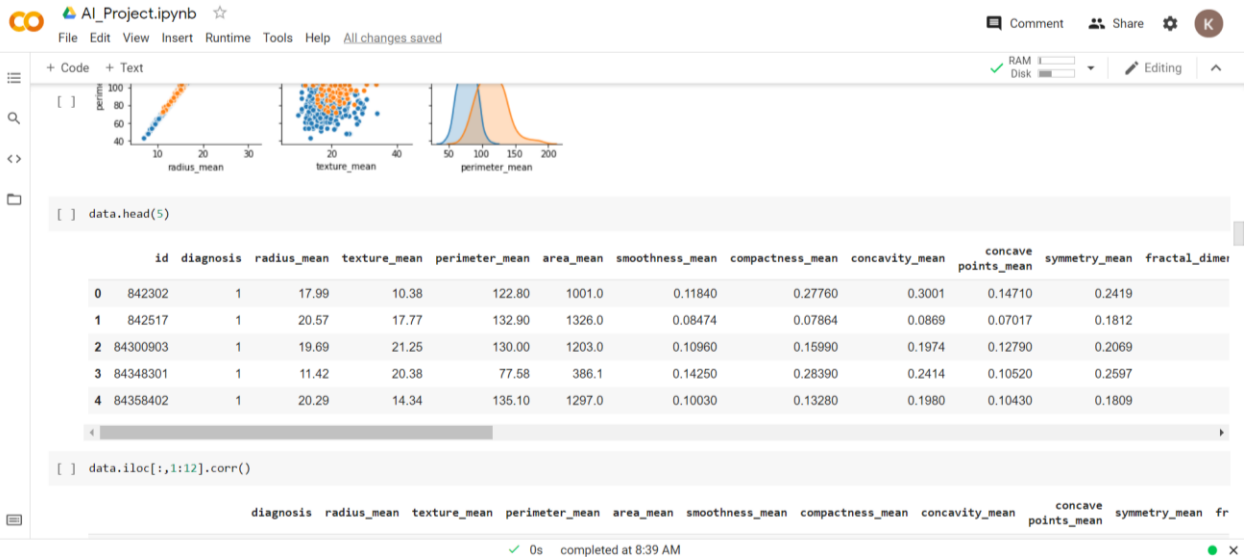 AI_Project.ipynb
Comment
Share
K
File Edit View Insert Runtime Tools Help All changes saved
+ Code + Text
RAM
Disk
Editing
[ ]
100
80
60
40
10 20 30
radius_mean
20 40
texture_mean
50 100 150 200
perimeter_mean
[ ] data.head(5)
id diagnosis radius_mean texture_mean perimeter_mean area_mean smoothness_mean compactness_mean concavity_mean concave points_mean symmetry_mean fractal_dimer
0 842302 1 17.99 10.38 122.80 1001.0 0.11840 0.27760 0.3001 0.14710 0.2419
1 842517 1 20.57 17.77 132.90 1326.0 0.08474 0.07864 0.0869 0.07017 0.1812
2 84300903 1 19.69 21.25 130.00 1203.0 0.10960 0.15990 0.1974 0.12790 0.2069
3 84348301 1 11.42 20.38 77.58 386.1 0.14250 0.28390 0.2414 0.10520 0.2597
4 84358402 1 20.29 14.34 135.10 1297.0 0.10030 0.13280 0.1980 0.10430 0.1809
[ ] data.iloc[:,1:12].corr()
diagnosis radius_mean texture_mean perimeter_mean area_mean smoothness_mean compactness_mean concavity_mean concave points_mean symmetry_mean fr
0s completed at 8:39 AM